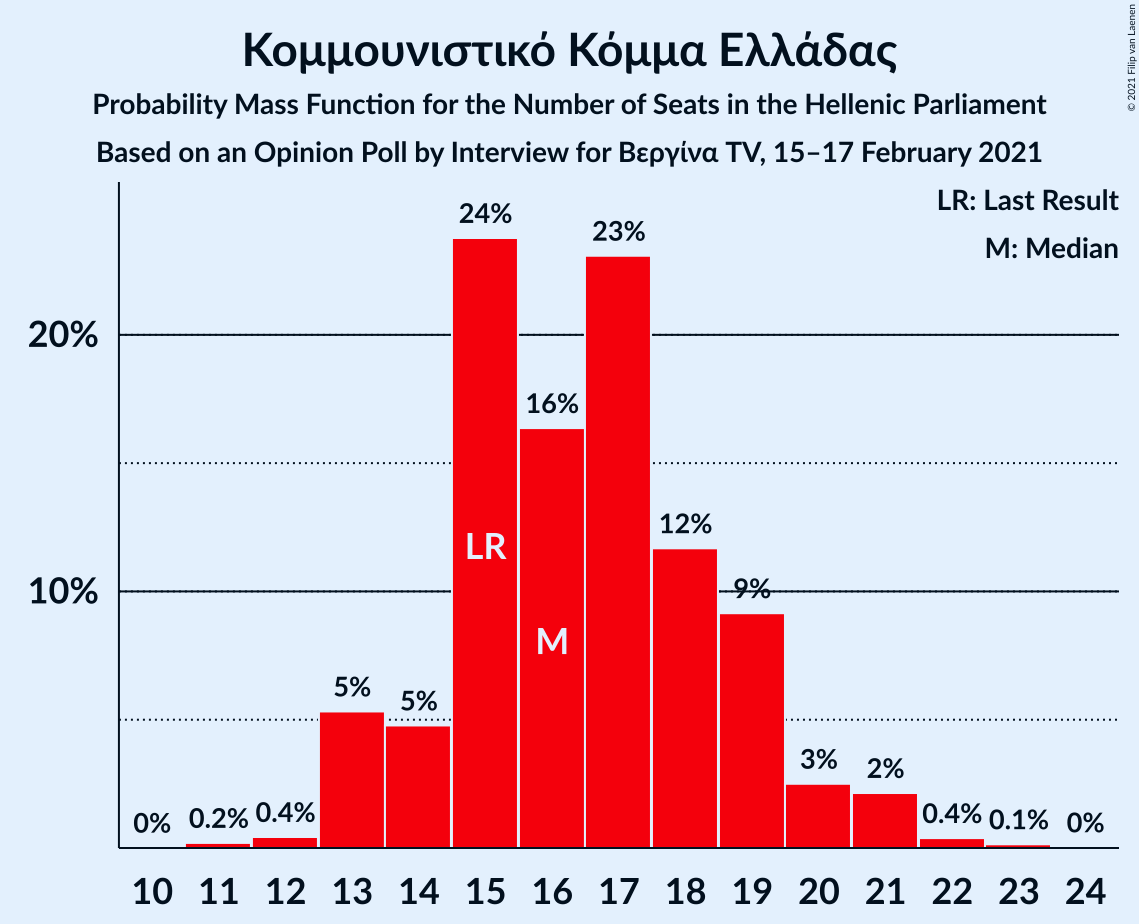 Κομμουνιστικό Κόμμα Ελλάδας
Probability Mass Function for the Number of Seats in the Hellenic Parliament
Based on an Opinion Poll by Interview for Βεργίνα TV, 15–17 February 2021
© 2021 Filip van Laenen
LR: Last Result
M: Median
20%
10%
0%
0.2%
0.4%
5%
5%
24%
16%
23%
12%
9%
3%
2%
0.4%
0.1%
0%
LR
M
10 11 12 13 14 15 16 17 18 19 20 21 22 23 24